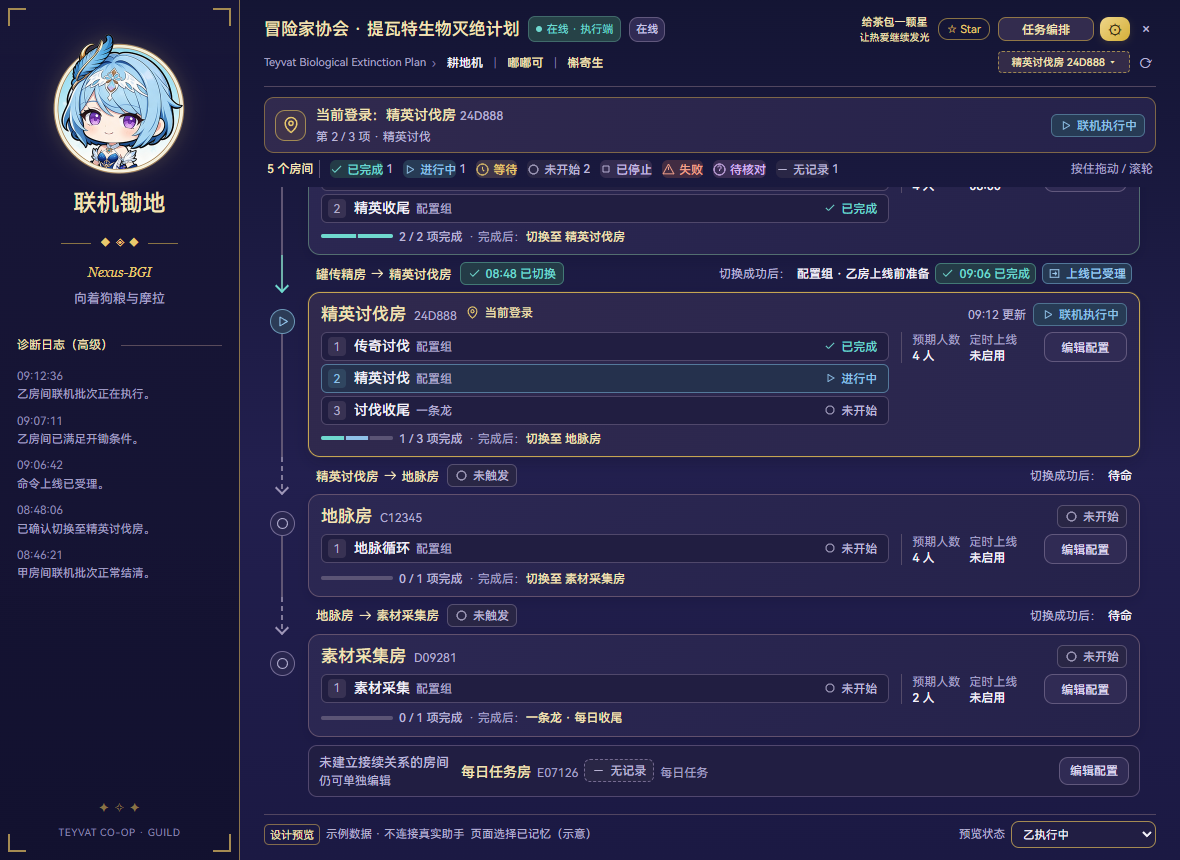 联机锄地
Nexus-BGI
向着狗粮与摩拉
诊断日志（高级）
09:12:36
乙房间联机批次正在执行。
09:07:11
乙房间已满足开锄条件。
09:06:42
命令上线已受理。
08:48:06
已确认切换至精英讨伐房。
08:46:21
甲房间联机批次正常结清。
TEYVAT CO-OP · GUILD
冒险家协会 · 提瓦特生物灭绝计划 在线 · 执行端 在线
给茶包一颗星
让热爱继续发光
☆ Star 任务编排 ×
Teyvat Biological Extinction Plan › 耕地机 | 嘟嘟可 | 槲寄生
精英讨伐房 24D888
当前登录：精英讨伐房 24D888
第 2 / 3 项 · 精英讨伐
联机执行中
5 个房间 已完成 1 进行中 1 等待 未开始 2 已停止 失败 待核对 无记录 1 按住拖动 / 滚轮
2 精英收尾 配置组 已完成
2 / 2 项完成 · 完成后： 切换至 精英讨伐房
罐传精房 → 精英讨伐房 08:48 已切换 切换成功后： 配置组 · 乙房上线前准备 09:06 已完成 上线已受理
精英讨伐房 24D888 当前登录 09:12 更新 联机执行中
1 传奇讨伐 配置组 已完成
预期人数 定时上线
4 人 未启用
编辑配置
2 精英讨伐 配置组 进行中
3 讨伐收尾 一条龙 未开始
1 / 3 项完成 · 完成后： 切换至 地脉房
精英讨伐房 → 地脉房 未触发 切换成功后： 待命
地脉房 C12345 未开始
1 地脉循环 配置组 未开始
预期人数 定时上线
4 人 未启用
编辑配置
0 / 1 项完成 · 完成后： 切换至 素材采集房
地脉房 → 素材采集房 未触发 切换成功后： 待命
素材采集房 D09281 未开始
1 素材采集 配置组 未开始
预期人数 定时上线
2 人 未启用
编辑配置
0 / 1 项完成 · 完成后： 一条龙 · 每日收尾
未建立接续关系的房间
仍可单独编辑
每日任务房 E07126 无记录 每日任务 编辑配置
设计预览 示例数据 · 不连接真实助手 页面选择已记忆（示意） 预览状态 乙执行中